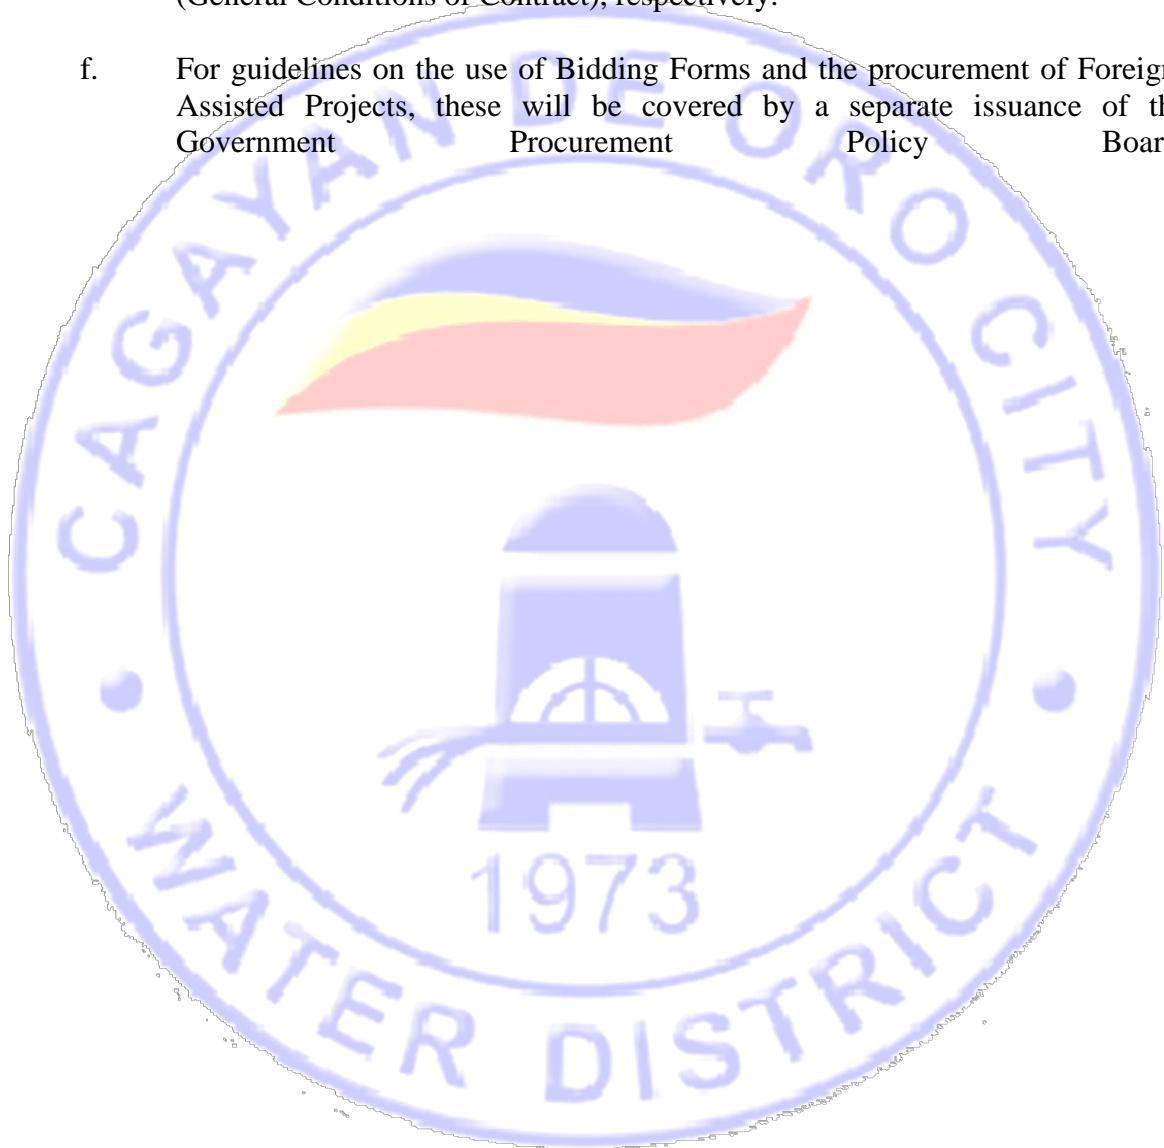 (General Conditions of Contract), respectively.
f. For guidelines on the use of Bidding Forms and the procurement of Foreign
Assisted Projects, these will be covered by a separate issuance of th
Government Procurement Policy Boar
CAGAYAN DE ORO CITY
1973
WATER DISTRICT